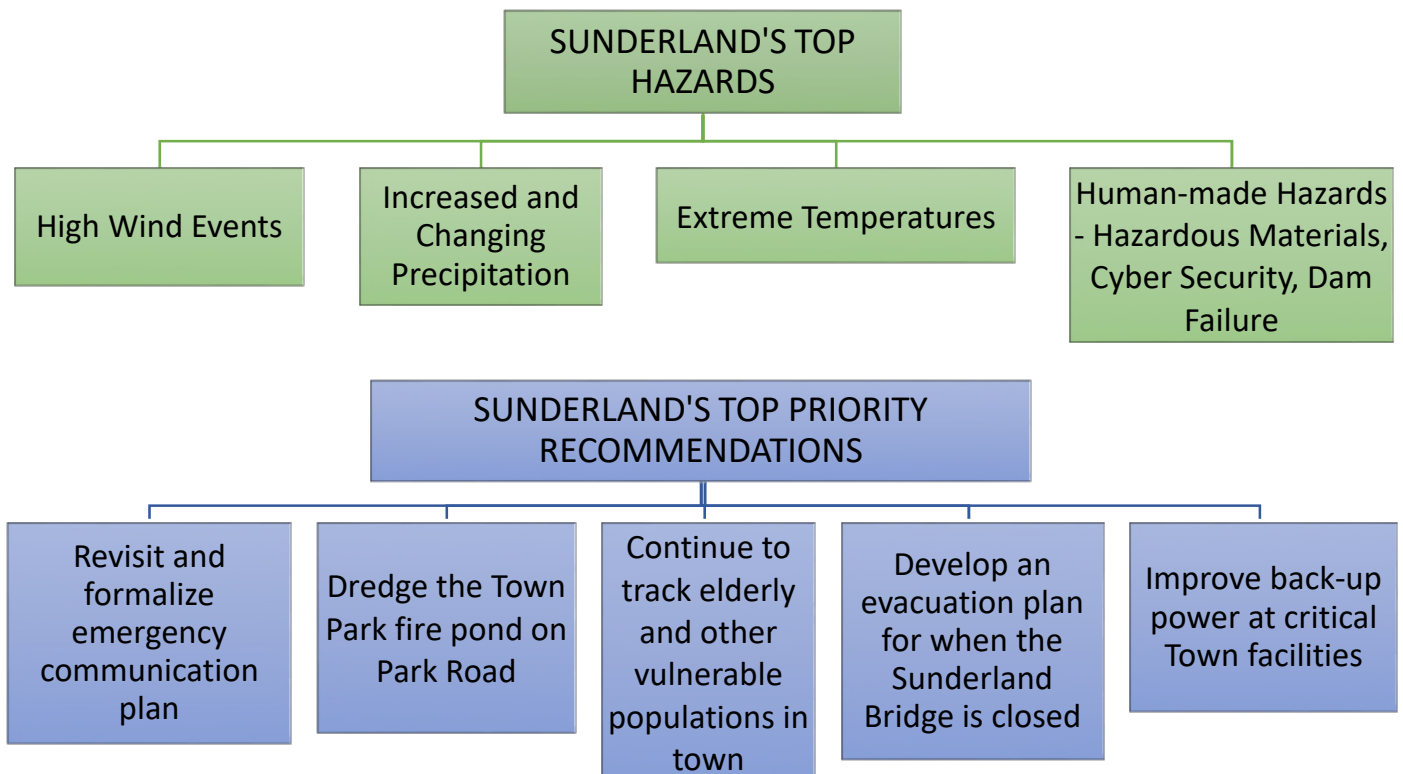 SUNDERLAND'S TOP
HAZARDS
High Wind Events
Increased and
Changing
Precipitation
Extreme Temperatures
Human-made Hazards
- Hazardous Materials,
Cyber Security, Dam
Failure
SUNDERLAND'S TOP PRIORITY
RECOMMENDATIONS
Revisit and
formalize
emergency
communication
plan
Dredge the Town
Park fire pond on
Park Road
Continue to
track elderly
and other
vulnerable
populations in
town
Develop an
evacuation plan
for when the
Sunderland
Bridge is closed
Improve back-up
power at critical
Town facilities